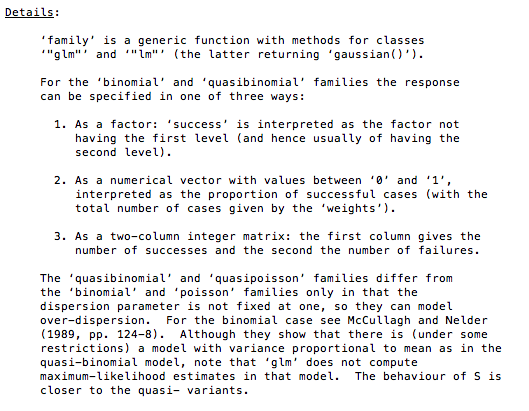 Details:
‘family’ is a generic function with methods for classes
‘"glm"’ and ‘"lm"’ (the latter returning ‘gaussian()’).
For the ‘binomial’ and ‘quasibinomial’ families the response
can be specified in one of three ways:
1. As a factor: ‘success’ is interpreted as the factor not
having the first level (and hence usually of having the
second level).
2. As a numerical vector with values between ‘0’ and ‘1’,
interpreted as the proportion of successful cases (with the
total number of cases given by the ‘weights’).
3. As a two-column integer matrix: the first column gives the
number of successes and the second the number of failures.
The ‘quasibinomial’ and ‘quasipoisson’ families differ from
the ‘binomial’ and ‘poisson’ families only in that the
dispersion parameter is not fixed at one, so they can model
over-dispersion.  For the binomial case see McCullagh and Nelder
(1989, pp. 124-8).  Although they show that there is (under some
restrictions) a model with variance proportional to mean as in the
quasi-binomial model, note that ‘glm’ does not compute
maximum-likelihood estimates in that model.  The behaviour of S is
closer to the quasi- variants.